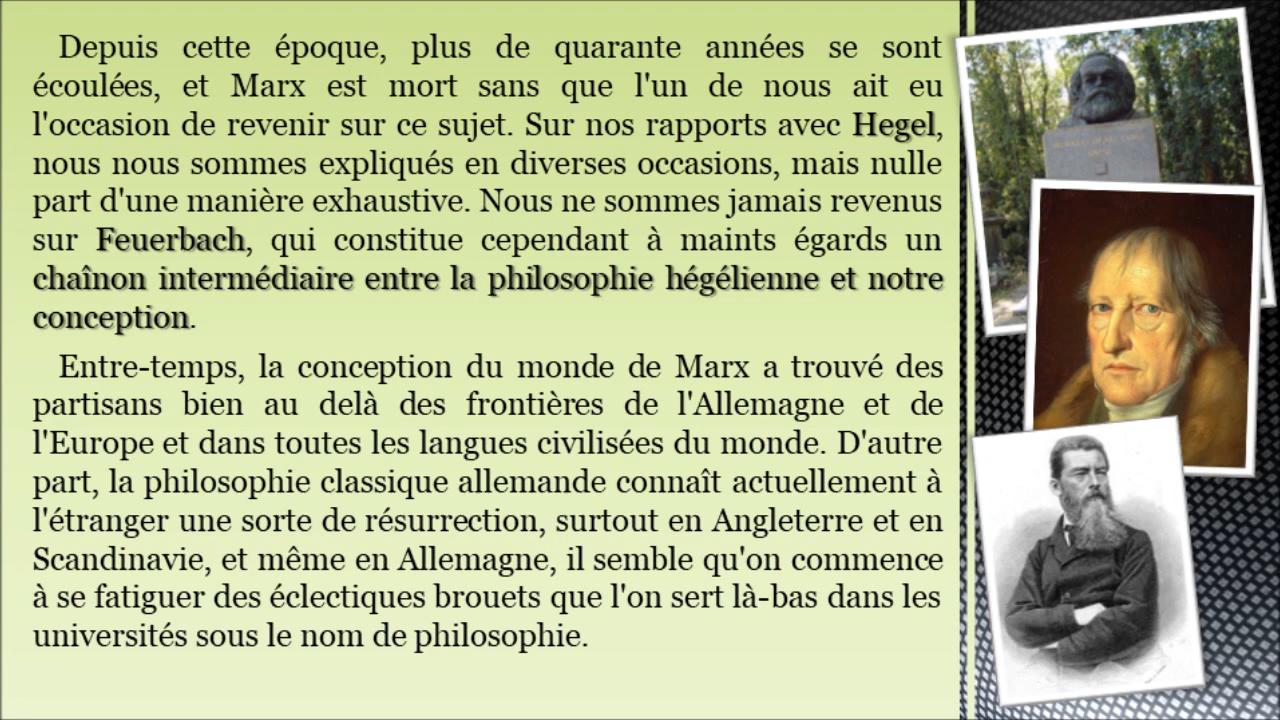 Depuis cette époque, plus de quarante années se sont
écoulées, et Marx est mort sans que l'un de nous ait eu
l'occasion de revenir sur ce sujet. Sur nos rapports avec Hegel,
nous nous sommes expliqués en diverses occasions, mais nulle
part d'une manière exhaustive. Nous ne sommes jamais revenus
sur Feuerbach, qui constitue cependant à maints égards un
chaînon intermédiaire entre la philosophie hégélienne et notre
conception.
Entre-temps, la conception du monde de Marx a trouvé des
partisans bien au delà des frontières de l'Allemagne et de
l'Europe et dans toutes les langues civilisées du monde. D'autre
part, la philosophie classique allemande connaît actuellement à
l'étranger une sorte de résurrection, surtout en Angleterre et en
Scandinavie, et même en Allemagne, il semble qu'on commence
à se fatiguer des éclectiques brouets que l'on sert là-bas dans les
universités sous le nom de philosophie.